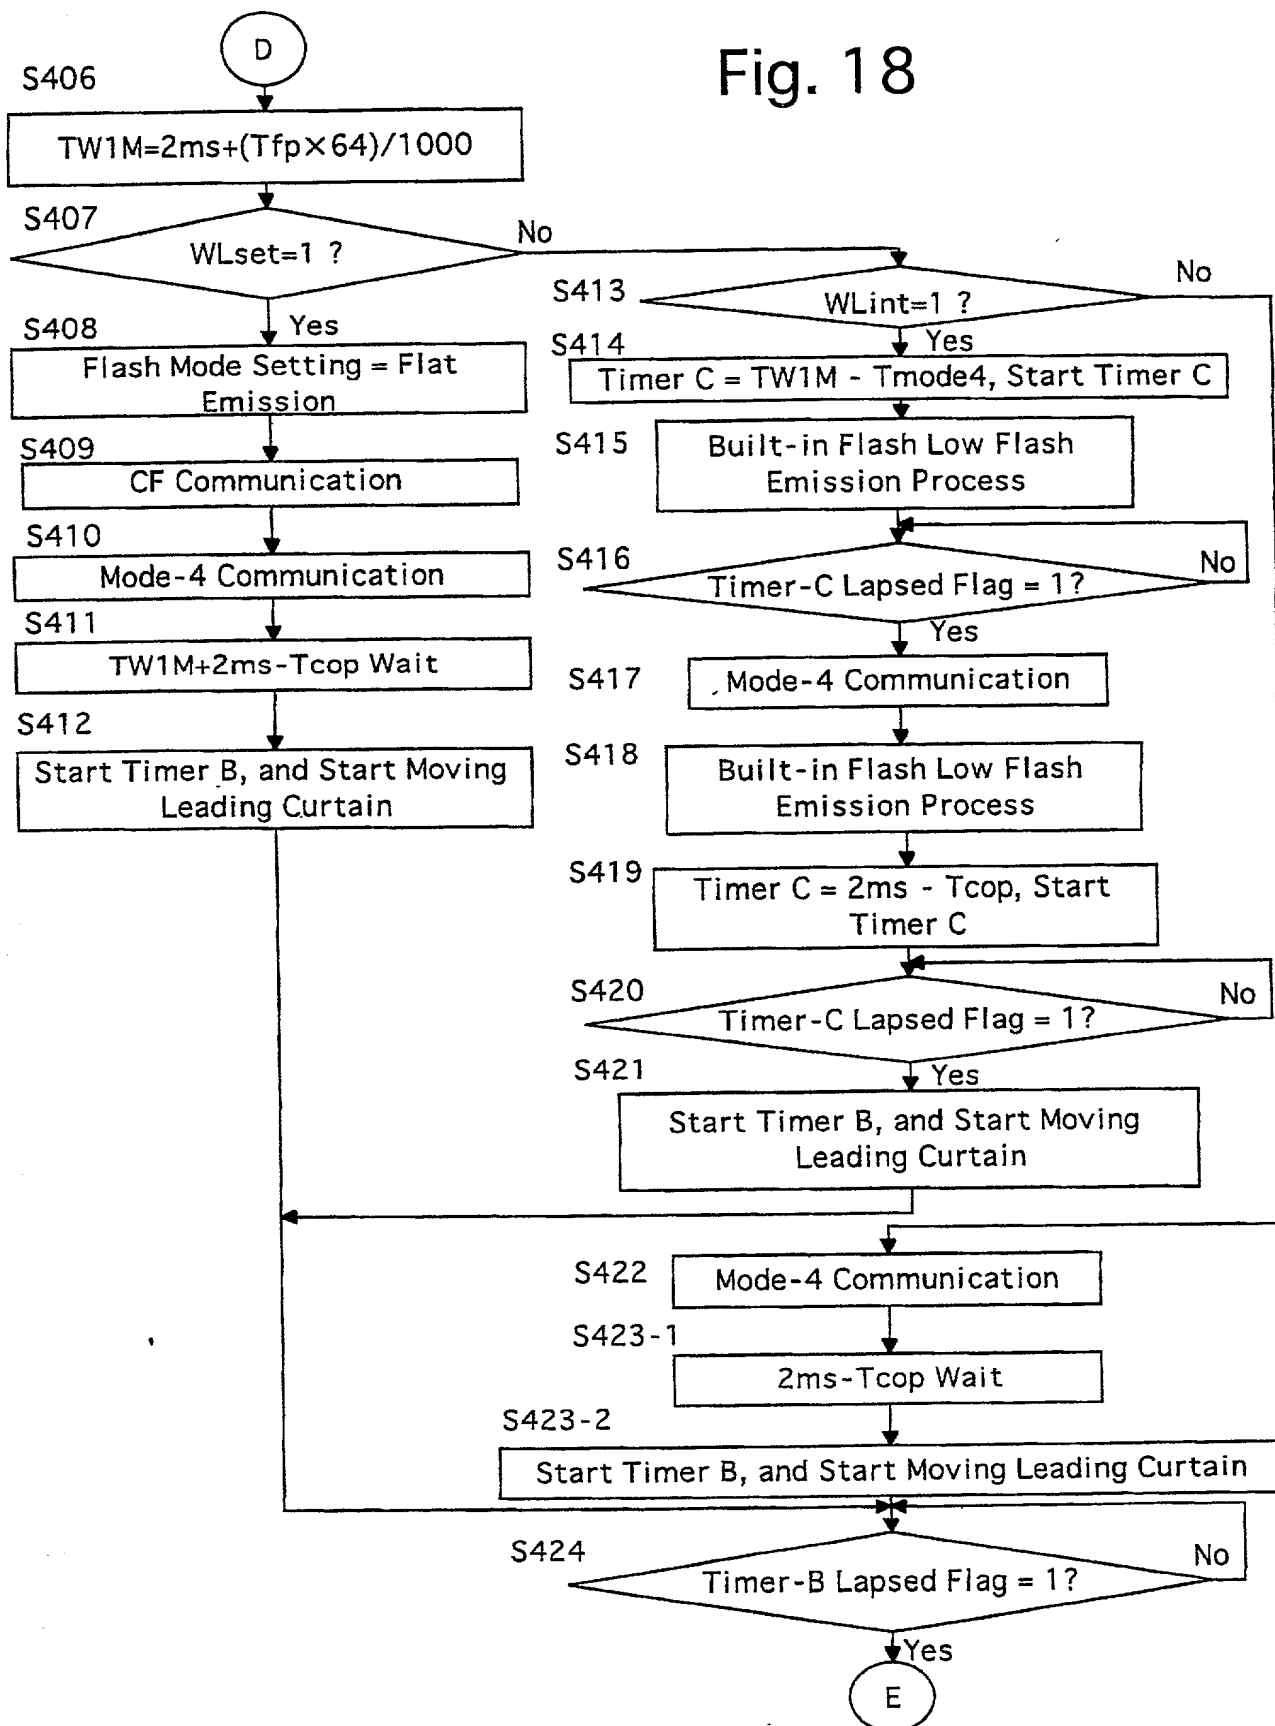 Fig. 18
D
S406
TW1M=2ms+(Tfp×64)/1000
S407
WLset=1 ?
No
Yes
S408
Flash Mode Setting = Flat
Emission
S409
CF Communication
S410
Mode-4 Communication
S411
TW1M+2ms-Tcop Wait
S412
Start Timer B, and Start Moving
Leading Curtain
S413
WLint=1 ?
No
Yes
S414
Timer C = TW1M - Tmode4, Start Timer C
S415
Built-in Flash Low Flash
Emission Process
S416
Timer-C Lapsed Flag = 1?
No
Yes
S417
Mode-4 Communication
S418
Built-in Flash Low Flash
Emission Process
S419
Timer C = 2ms - Tcop, Start
Timer C
S420
Timer-C Lapsed Flag = 1?
No
Yes
S421
Start Timer B, and Start Moving
Leading Curtain
S422
Mode-4 Communication
S423-1
2ms-Tcop Wait
S423-2
Start Timer B, and Start Moving Leading Curtain
S424
Timer-B Lapsed Flag = 1?
No
Yes
E